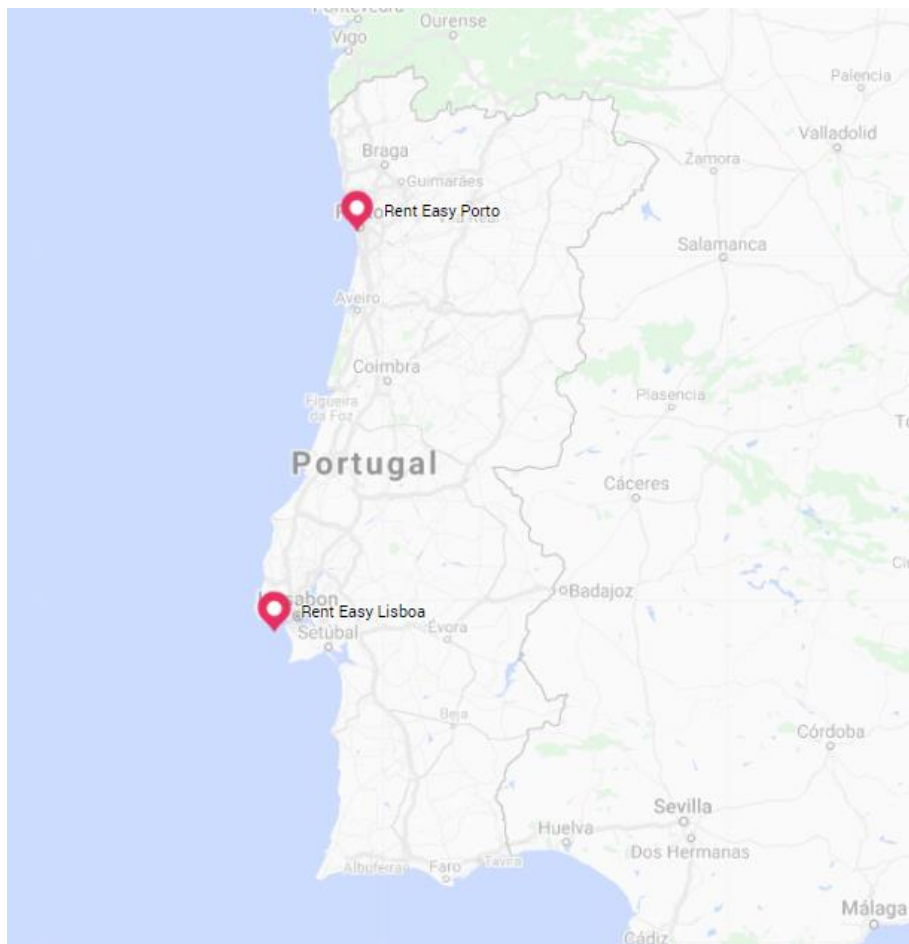 Pontevedra
Ourense
Vigo
Palencia
Braga
Valladolid
Guimarães
Zamora
Rent Easy Porto
Salamanca
Aveiro
Coimbra
Plasencia
Figueira
da Foz
Portugal
Cáceres
Badajoz
Rent Easy Lisboa
Évora
Setúbal
Beja
Córdoba
Sevilla
Huelva
Dos Hermanas
Albufeira
Faro
Tavira
Málaga
Cádiz